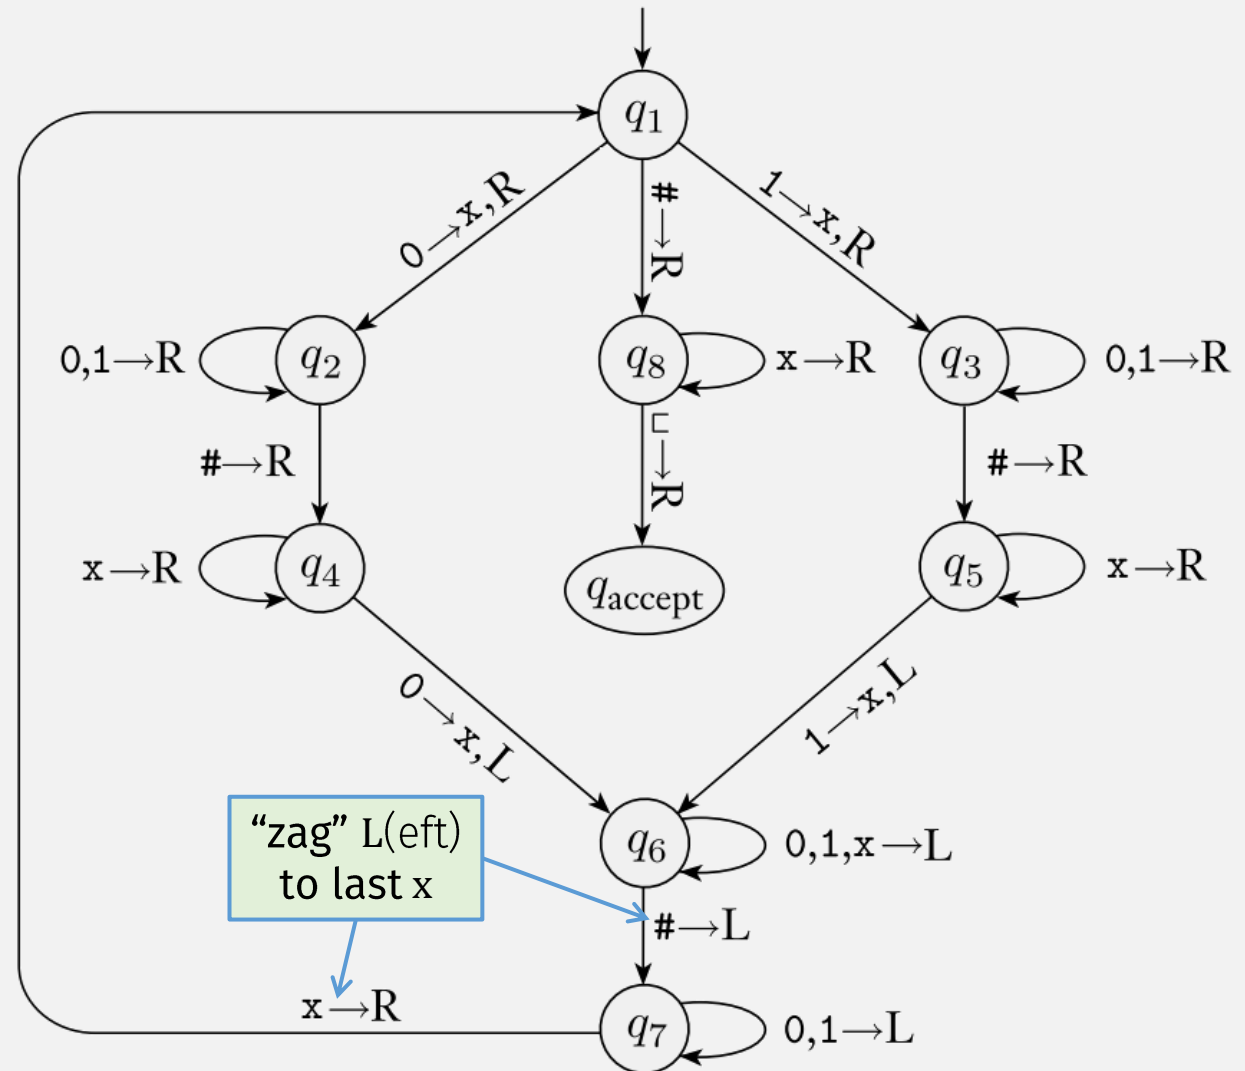 q₁
0→x,R
#→R
1→x,R
0,1→R
q₂
q₈
x→R
q₃
0,1→R
#→R
⊔→R
#→R
x→R
q₄
q_accept
q₅
x→R
0→x,L
1→x,L
“zag” L(eft)
to last x
q₆
0,1,x→L
#→L
x→R
q₇
0,1→L